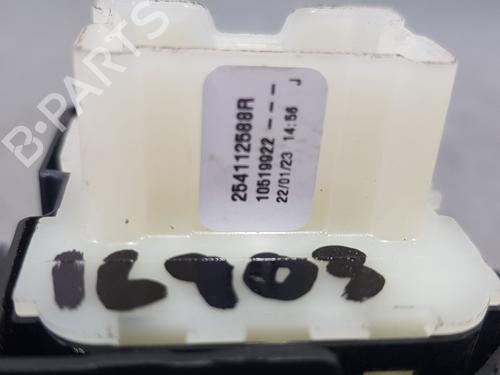 254112588R
10519922 ---
22/01/23 14:56 J
16903
B-PARTS